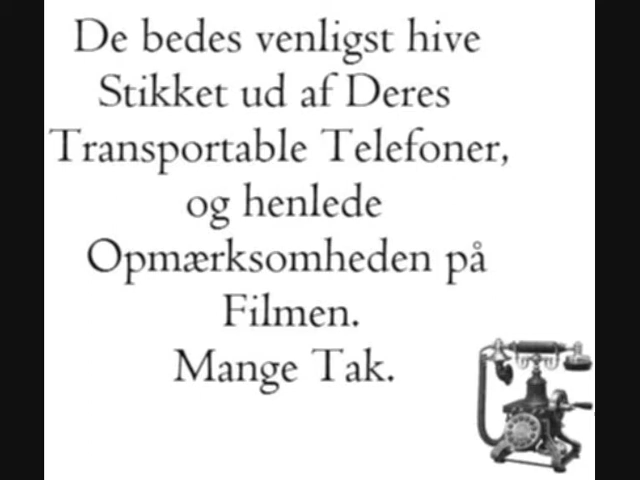 De bedes venligst hive
Stikket ud af Deres
Transportable Telefoner,
og henlede
Opmærksomheden på
Filmen.
Mange Tak.